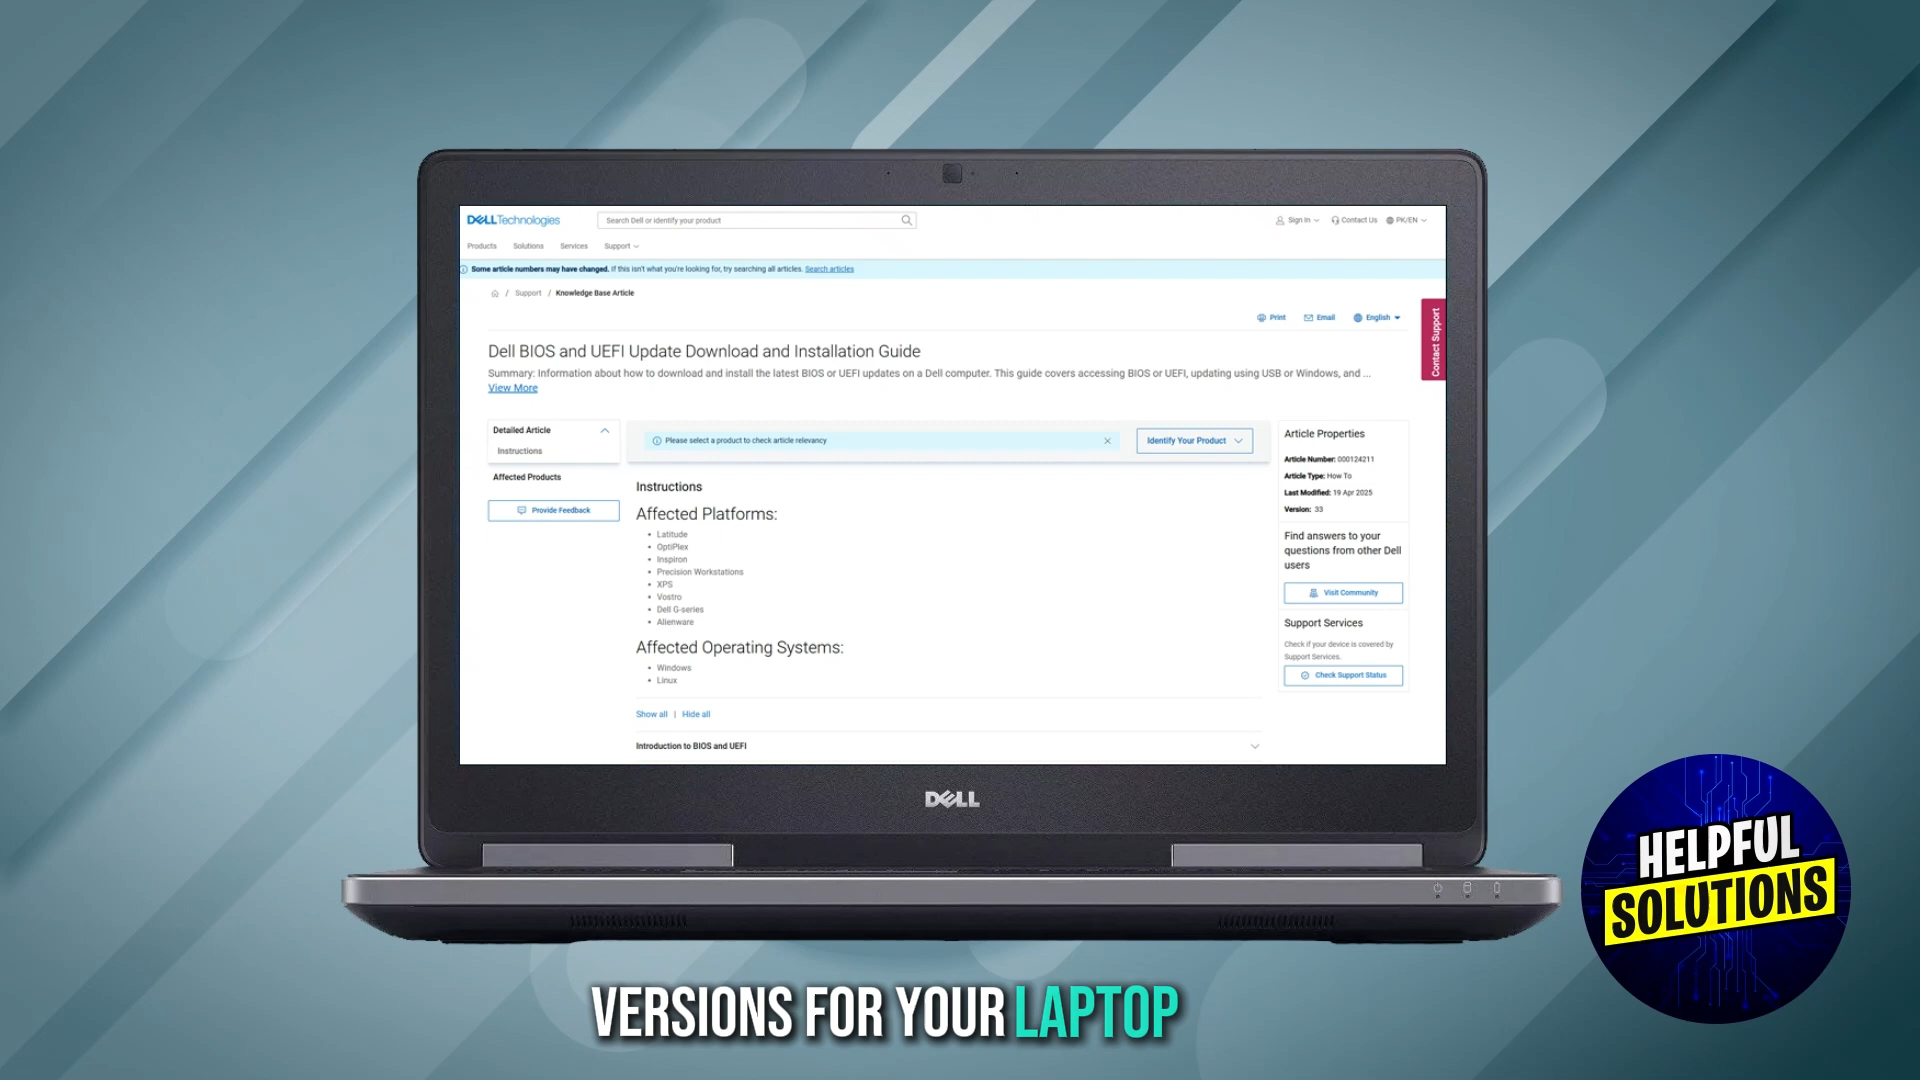 DELL Technologies
Search Dell or identify your product
Sign In
Contact Us
PK/EN
Products
Solutions
Services
Support
Some article numbers may have changed. If this isn't what you're looking for, try searching all articles. Search articles
/ Support / Knowledge Base Article
Print
Email
English
Contact Support
Dell BIOS and UEFI Update Download and Installation Guide
Summary: Information about how to download and install the latest BIOS or UEFI updates on a Dell computer. This guide covers accessing BIOS or UEFI, updating using USB or Windows, and ...
View More
Detailed Article
Instructions
Affected Products
Provide Feedback
Please select a product to check article relevancy
Identify Your Product
Instructions
Affected Platforms:
• Latitude
• OptiPlex
• Inspiron
• Precision Workstations
• XPS
• Vostro
• Dell G-series
• Alienware
Affected Operating Systems:
• Windows
• Linux
Show all | Hide all
Introduction to BIOS and UEFI
Article Properties
Article Number: 000124211
Article Type: How To
Last Modified: 19 Apr 2025
Version: 33
Find answers to your
questions from other Dell
users
Visit Community
Support Services
Check if your device is covered by
Support Services.
Check Support Status
DELL
HELPFUL
SOLUTIONS
VERSIONS FOR YOUR LAPTOP